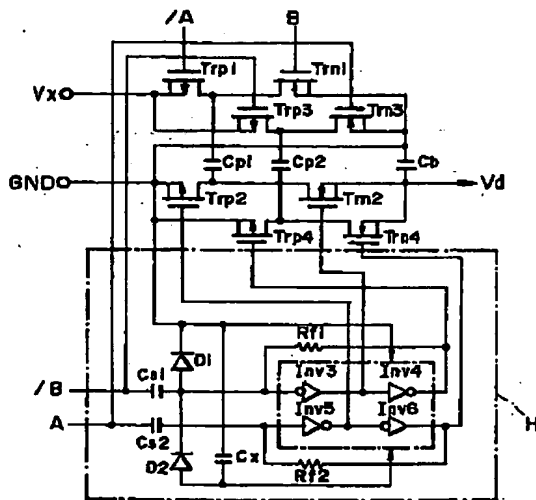 /A B
Trp1 Trn1
Vx Trp3 Trn3
Cp1 Cp2 Cb
GND Vd
Trp2 Trn2
Trp4 Trn4
Rf1
D1 Inv3 Inv4
/B Cs1
Inv5 Inv6 H
A Cs2
D2 Cx Rf2